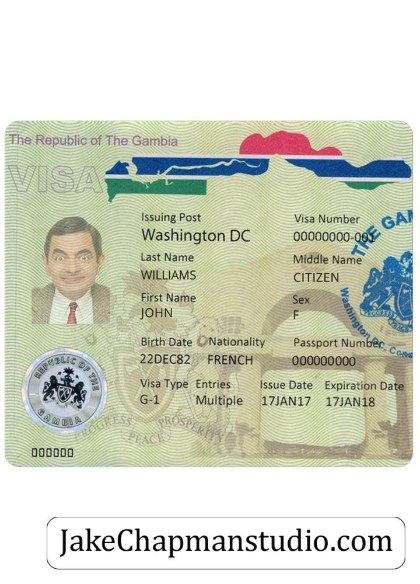 The Republic of The Gambia
VISA
Issuing Post
Washington DC
Visa Number
00000000-001
Last Name
WILLIAMS
Middle Name
CITIZEN
First Name
JOHN
Sex
F
Birth Date
22DEC82
Nationality
FRENCH
Passport Number
000000000
Visa Type
G-1
Entries
Multiple
Issue Date
17JAN17
Expiration Date
17JAN18
THE GAM
Washington, D.C.
REPUBLIC OF THE GAMBIA
PROGRESS PEACE PROSPERITY
000000
JakeChapmanstudio.com